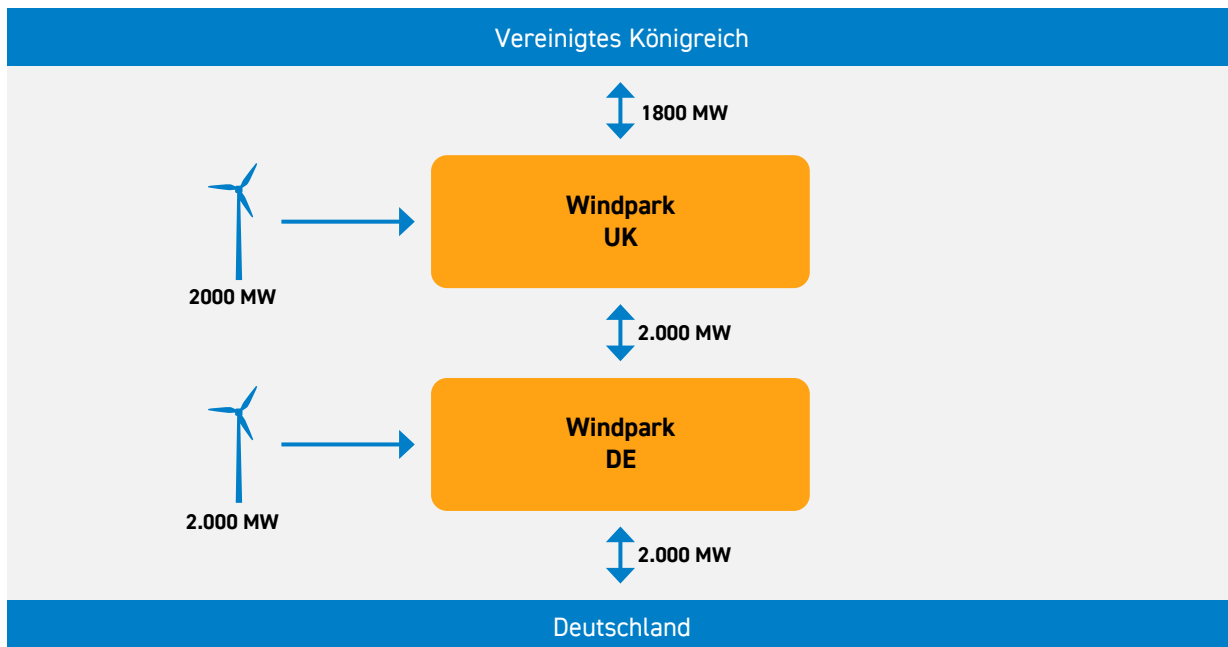 Vereinigtes Königreich
1800 MW
Windpark
UK
2000 MW
2.000 MW
Windpark
DE
2.000 MW
2.000 MW
Deutschland